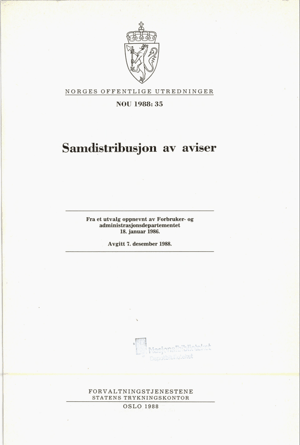 NORGES OFFENTLIGE UTREDNINGER
NOU 1988: 35
Samdistribusjon av aviser
Fra et utvalg oppnevnt av Forbruker- og
administrasjonsdepartementet
18. januar 1986.
Avgitt 7. desember 1988.
FORVALTNINGSTJENESTENE
STATENS TRYKNINGSKONTOR
OSLO 1988